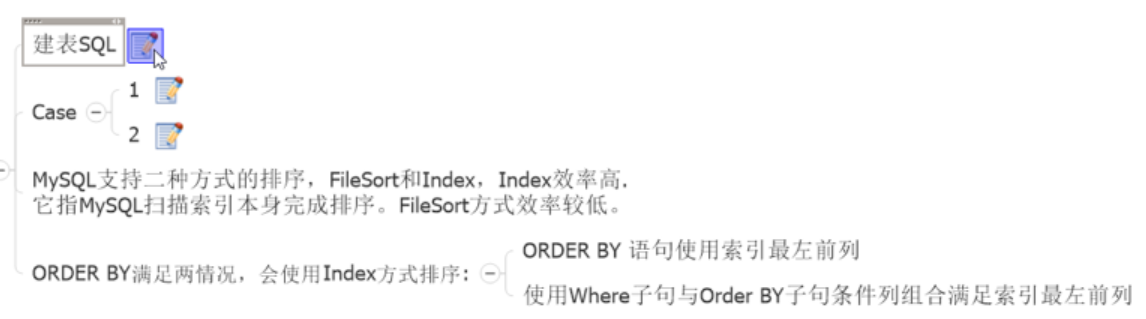 建表SQL
Case
1
2
MySQL支持二种方式的排序，FileSort和Index，Index效率高.
它指MySQL扫描索引本身完成排序。FileSort方式效率较低。
ORDER BY满足两情况，会使用Index方式排序:
ORDER BY 语句使用索引最左前列
使用Where子句与Order BY子句条件列组合满足索引最左前列